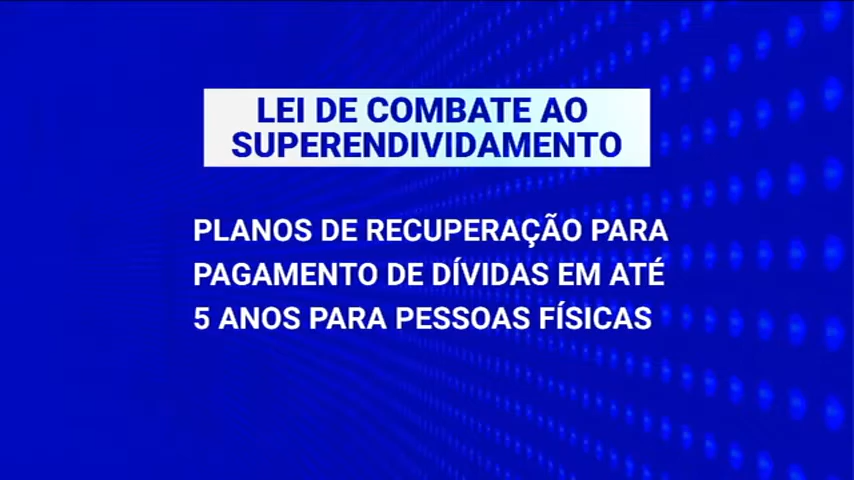 LEI DE COMBATE AO
SUPERENDIVIDAMENTO
PLANOS DE RECUPERAÇÃO PARA
PAGAMENTO DE DÍVIDAS EM ATÉ
5 ANOS PARA PESSOAS FÍSICAS